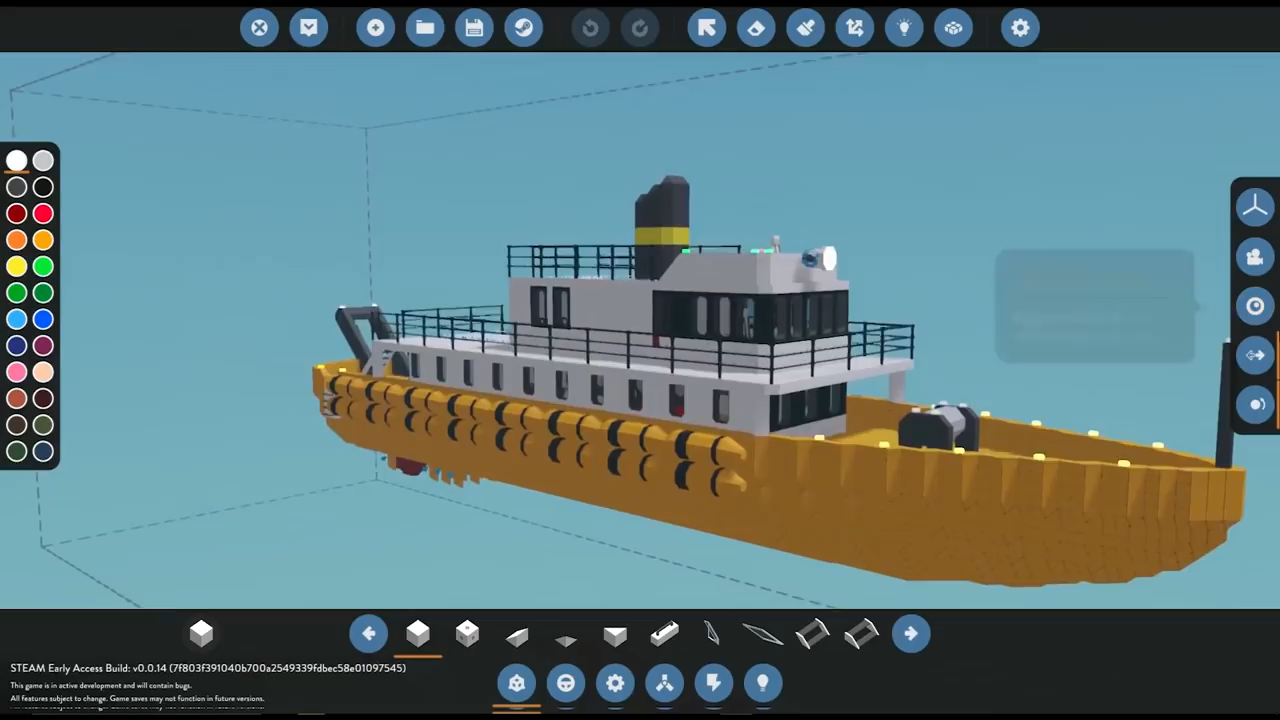 STEAM Early Access Build: v0.0.14 (7f803f391040b700a2549339fdbec58e01097545)
This game is in active development and will contain bugs.
All features subject to change. Game saves may not function in future versions.